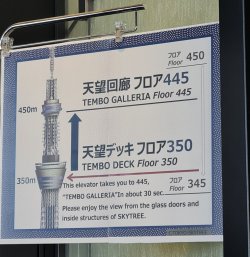 フロア
Floor 450
天望回廊 フロア445
TEMBO GALLERIA Floor 445
450m
天望デッキ フロア350
TEMBO DECK Floor 350
350m
フロア
Floor 345
This elevator takes you to 445,
"TEMBO GALLERIA"In about 30 sec.
Please enjoy the view from the glass doors and
inside structures of SKYTREE.